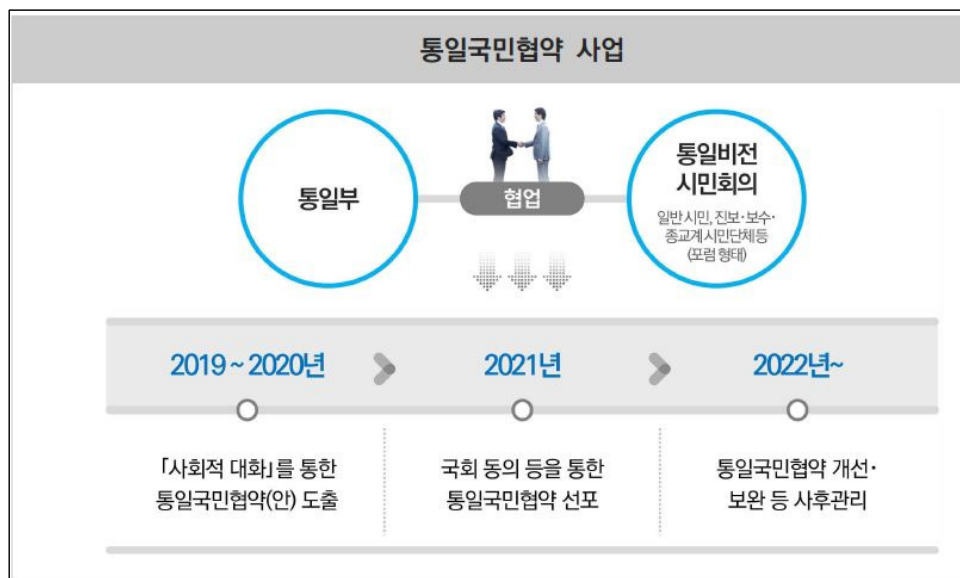 통일국민협약 사업
통일부
협업
통일비전
시민회의
일반 시민, 진보·보수·
종교계 시민단체 등
(포럼 형태)
2019 ~ 2020년
2021년
2022년~
「사회적 대화」를 통한
통일국민협약(안) 도출
국회 동의 등을 통한
통일국민협약 선포
통일국민협약 개선·
보완 등 사후관리